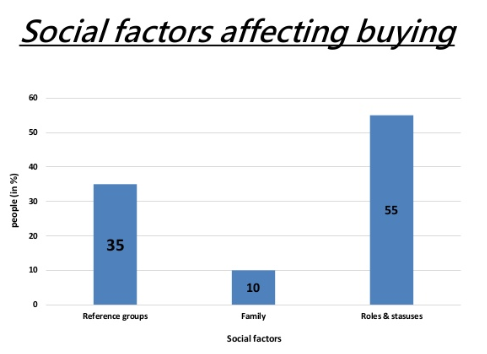 Social factors affecting buying
60
50
40
30
20
10
0
people (in %)
35
10
55
Reference groups
Family
Roles & stasuses
Social factors